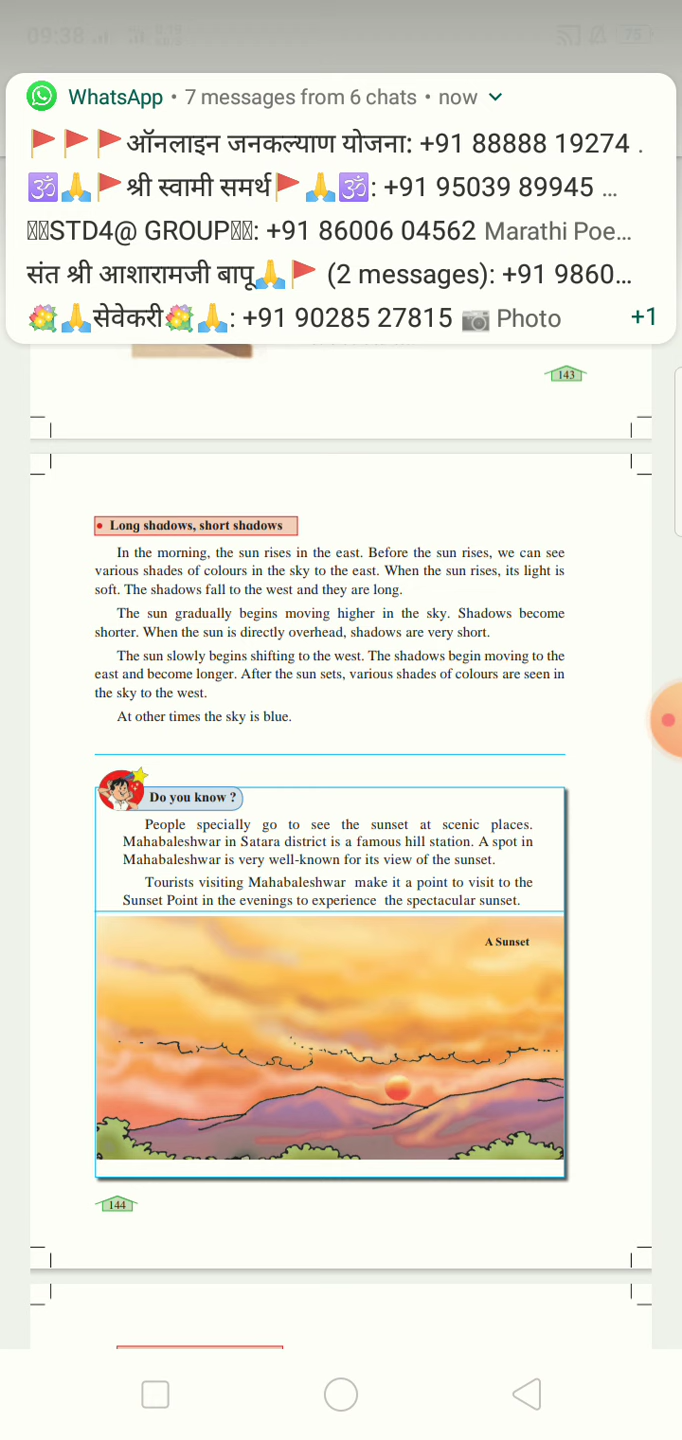 09:38
75
WhatsApp • 7 messages from 6 chats • now
🚩🚩🚩ऑनलाइन जनकल्याण योजना: +91 88888 19274 .
🕉🙏🚩श्री स्वामी समर्थ🚩🙏🕉: +91 95039 89945 ...
STD4@ GROUP: +91 86006 04562 Marathi Poe...
संत श्री आशारामजी बापू🙏🚩 (2 messages): +91 9860...
💐🙏सेवेकरी💐🙏: +91 90285 27815 📷 Photo +1
143
• Long shadows, short shadows
In the morning, the sun rises in the east. Before the sun rises, we can see
various shades of colours in the sky to the east. When the sun rises, its light is
soft. The shadows fall to the west and they are long.
The sun gradually begins moving higher in the sky. Shadows become
shorter. When the sun is directly overhead, shadows are very short.
The sun slowly begins shifting to the west. The shadows begin moving to the
east and become longer. After the sun sets, various shades of colours are seen in
the sky to the west.
At other times the sky is blue.
Do you know ?
People specially go to see the sunset at scenic places.
Mahabaleshwar in Satara district is a famous hill station. A spot in
Mahabaleshwar is very well-known for its view of the sunset.
Tourists visiting Mahabaleshwar make it a point to visit to the
Sunset Point in the evenings to experience the spectacular sunset.
A Sunset
144